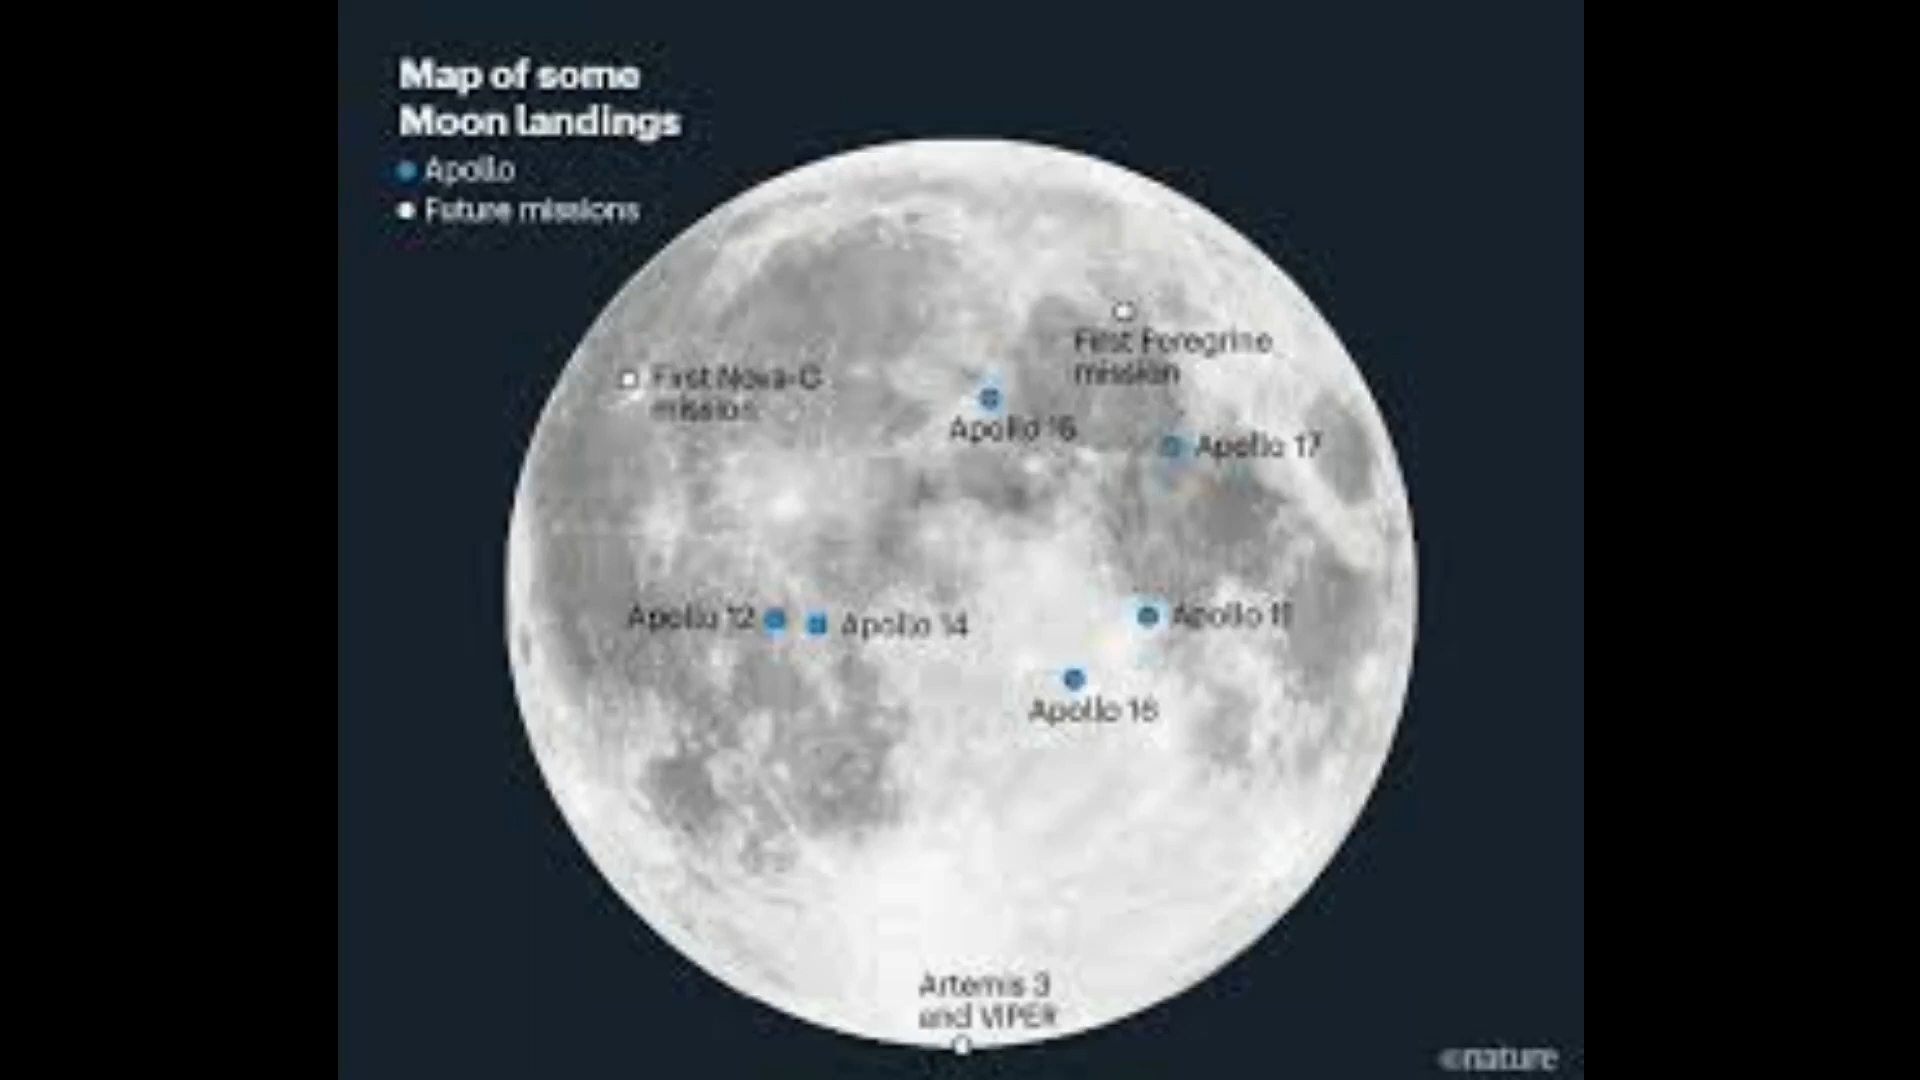 Map of some
Moon landings
Apollo
Future missions
First Peregrine
mission
First Nova-C
mission
Apollo 15
Apollo 17
Apollo 12
Apollo 14
Apollo 11
Apollo 16
Artemis 3
and VIPER
©nature